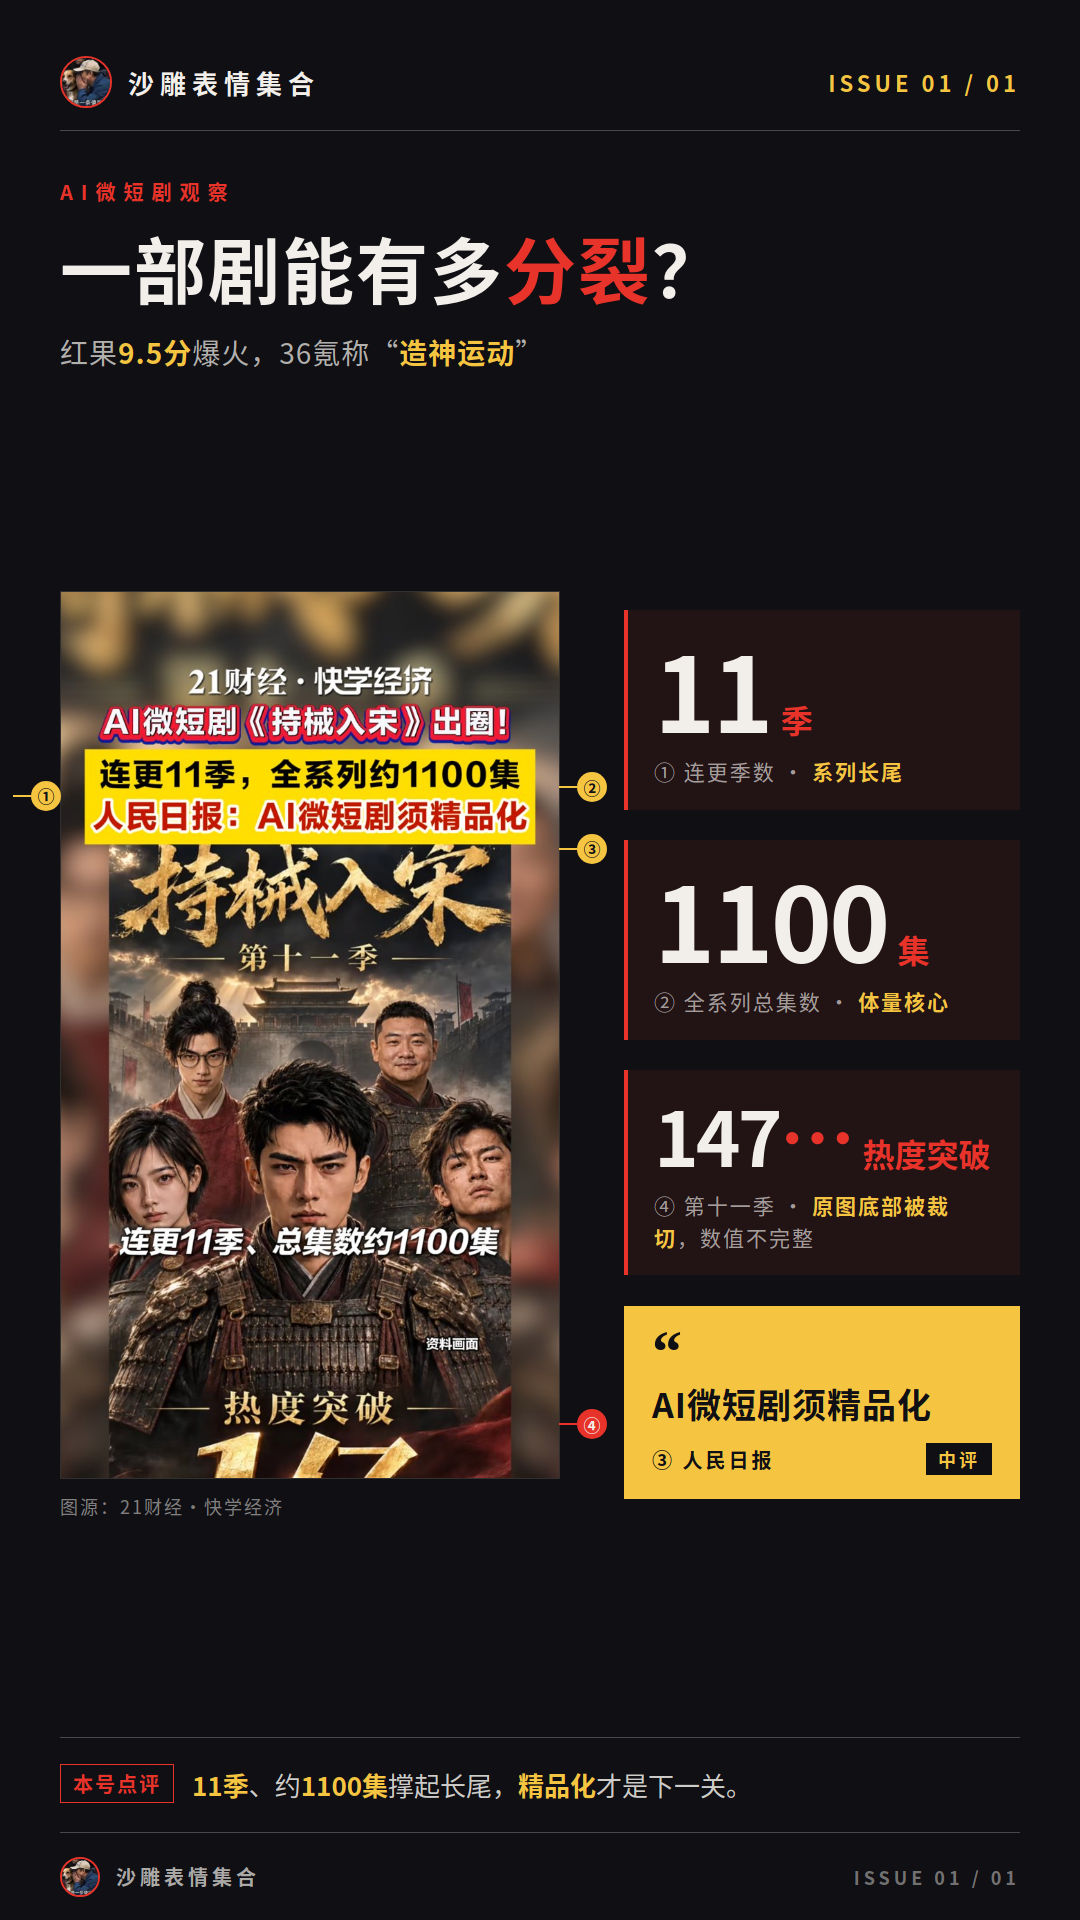 沙雕表情集合
ISSUE 01 / 01
AI微短剧观察
一部剧能有多分裂？
红果9.5分爆火，36氪称“造神运动”
21财经·快学经济
AI微短剧《持械入宋》出圈！
连更11季，全系列约1100集
人民日报：AI微短剧须精品化
①
②
③
持械入宋
第十一季
连更11季、总集数约1100集
资料画面
热度突破
④
图源：21财经·快学经济
11 季
① 连更季数 · 系列长尾
1100 集
② 全系列总集数 · 体量核心
147··· 热度突破
④ 第十一季 · 原图底部被裁
切，数值不完整
“
AI微短剧须精品化
③ 人民日报
中评
本号点评 11季、约1100集撑起长尾，精品化才是下一关。
沙雕表情集合
ISSUE 01 / 01